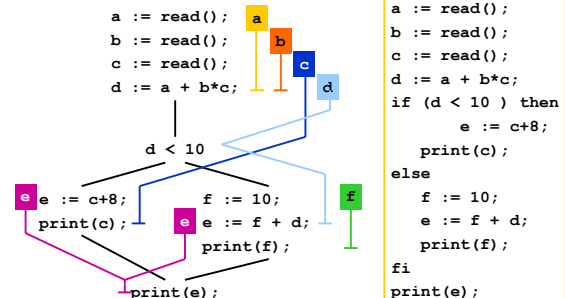 a := read();
a
b := read();
b
c := read();
c
d := a + b*c;
d
d < 10
e
e := c+8;
print(c);
f := 10;
e
e := f + d;
print(f);
f
print(e);
a := read();
b := read();
c := read();
d := a + b*c;
if (d < 10 ) then
e := c+8;
print(c);
else
f := 10;
e := f + d;
print(f);
fi
print(e);